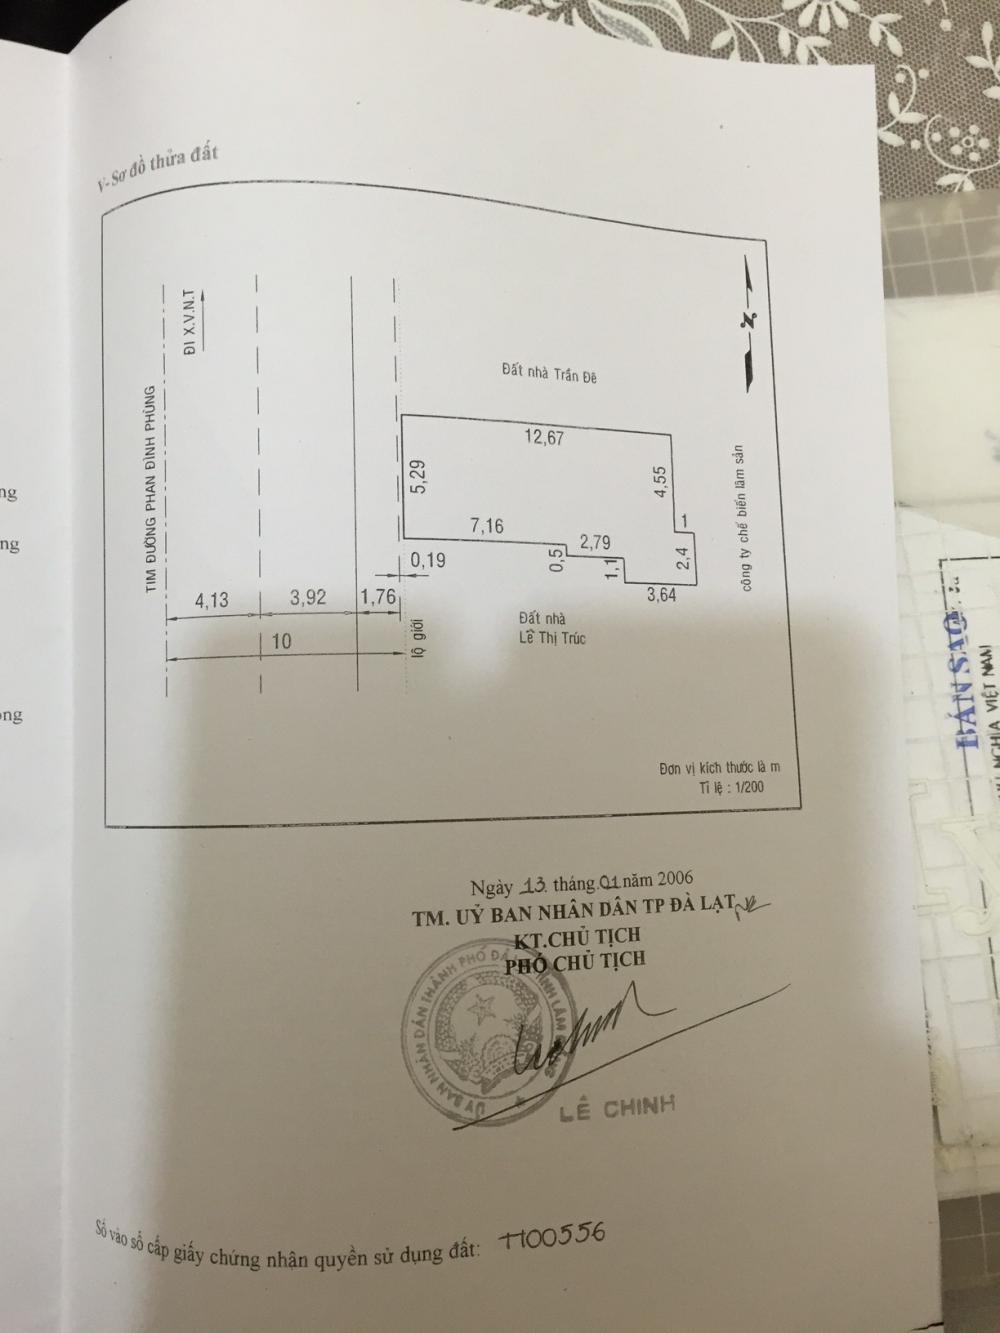 V- Sơ đồ thửa đất
TIM ĐƯỜNG PHAN ĐÌNH PHÙNG
ĐI X.V.N.T
Đất nhà Trần Đê
12,67
5,29
4,55
1
7,16
2,79
0,5
1,1
2,4
3,64
0,19
4,13
3,92
1,76
10
lộ giới
Đất nhà
Lê Thị Trúc
công ty chế biến lâm sản
Đơn vị kích thước là m
Tỉ lệ : 1/200
Ngày 13 tháng 01 năm 2006
TM. UỶ BAN NHÂN DÂN TP ĐÀ LẠT
KT.CHỦ TỊCH
PHÓ CHỦ TỊCH
UỶ BAN NHÂN DÂN THÀNH PHỐ ĐÀ
LÊ CHINH
Số vào sổ cấp giấy chứng nhận quyền sử dụng đất: H00556
ng
ng
ong
BẢN SAO
NGHĨA VIỆT NAM